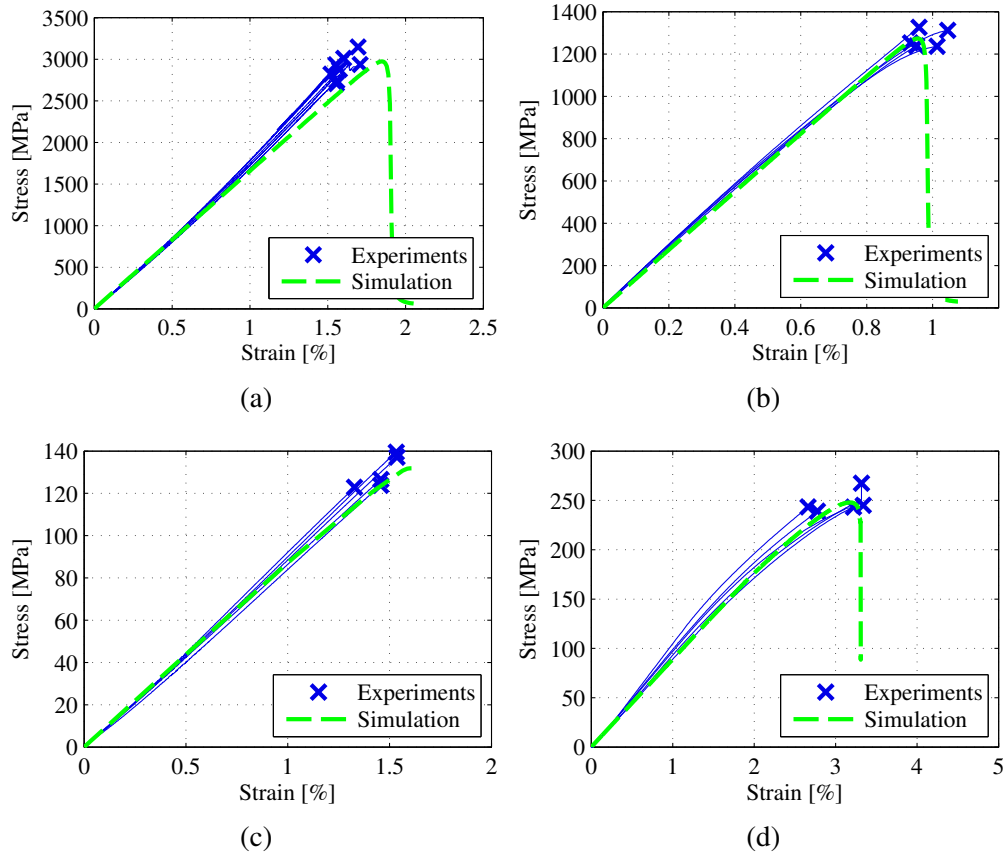 3500
3000
2500
2000
1500
1000
500
0
Stress [MPa]
0 0.5 1 1.5 2 2.5
Strain [%]
Experiments
Simulation
(a)
1400
1200
1000
800
600
400
200
0
Stress [MPa]
0 0.2 0.4 0.6 0.8 1
Strain [%]
Experiments
Simulation
(b)
140
120
100
80
60
40
20
0
Stress [MPa]
0 0.5 1 1.5 2
Strain [%]
Experiments
Simulation
(c)
300
250
200
150
100
50
0
Stress [MPa]
0 1 2 3 4 5
Strain [%]
Experiments
Simulation
(d)